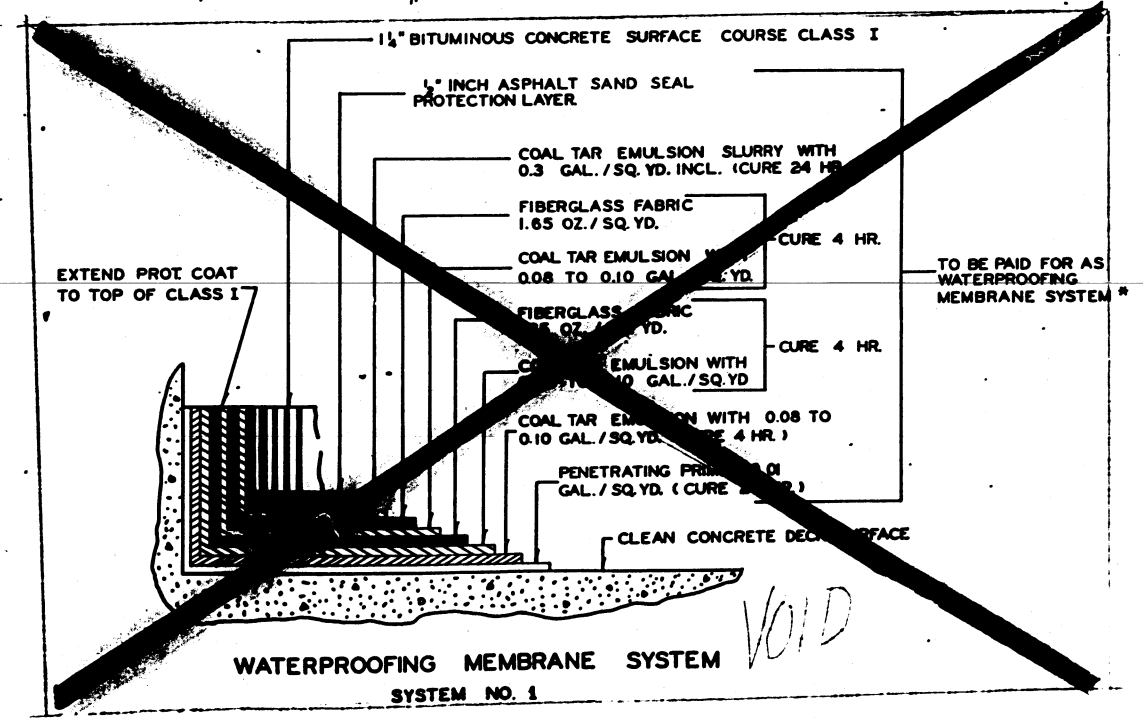 1¼" BITUMINOUS CONCRETE SURFACE COURSE CLASS I
½" INCH ASPHALT SAND SEAL
PROTECTION LAYER
COAL TAR EMULSION SLURRY WITH
0.3 GAL./SQ. YD. INCL. (CURE 24 HR
FIBERGLASS FABRIC
1.65 OZ./SQ. YD.
CURE 4 HR.
COAL TAR EMULSION
0.08 TO 0.10 GAL. YD.
EXTEND PROT. COAT
TO TOP OF CLASS I
TO BE PAID FOR AS
WATERPROOFING
MEMBRANE SYSTEM *
FIBERGLASS
OZ. / YD.
CURE 4 HR.
EMULSION WITH
GAL./SQ.YD
COAL TAR EMULSION WITH 0.08 TO
0.10 GAL./SQ.YD. 4 HR.)
PENETRATING
GAL./SQ.YD. (CURE
CLEAN CONCRETE DECK SURFACE
VOID
WATERPROOFING MEMBRANE SYSTEM
SYSTEM NO. 1